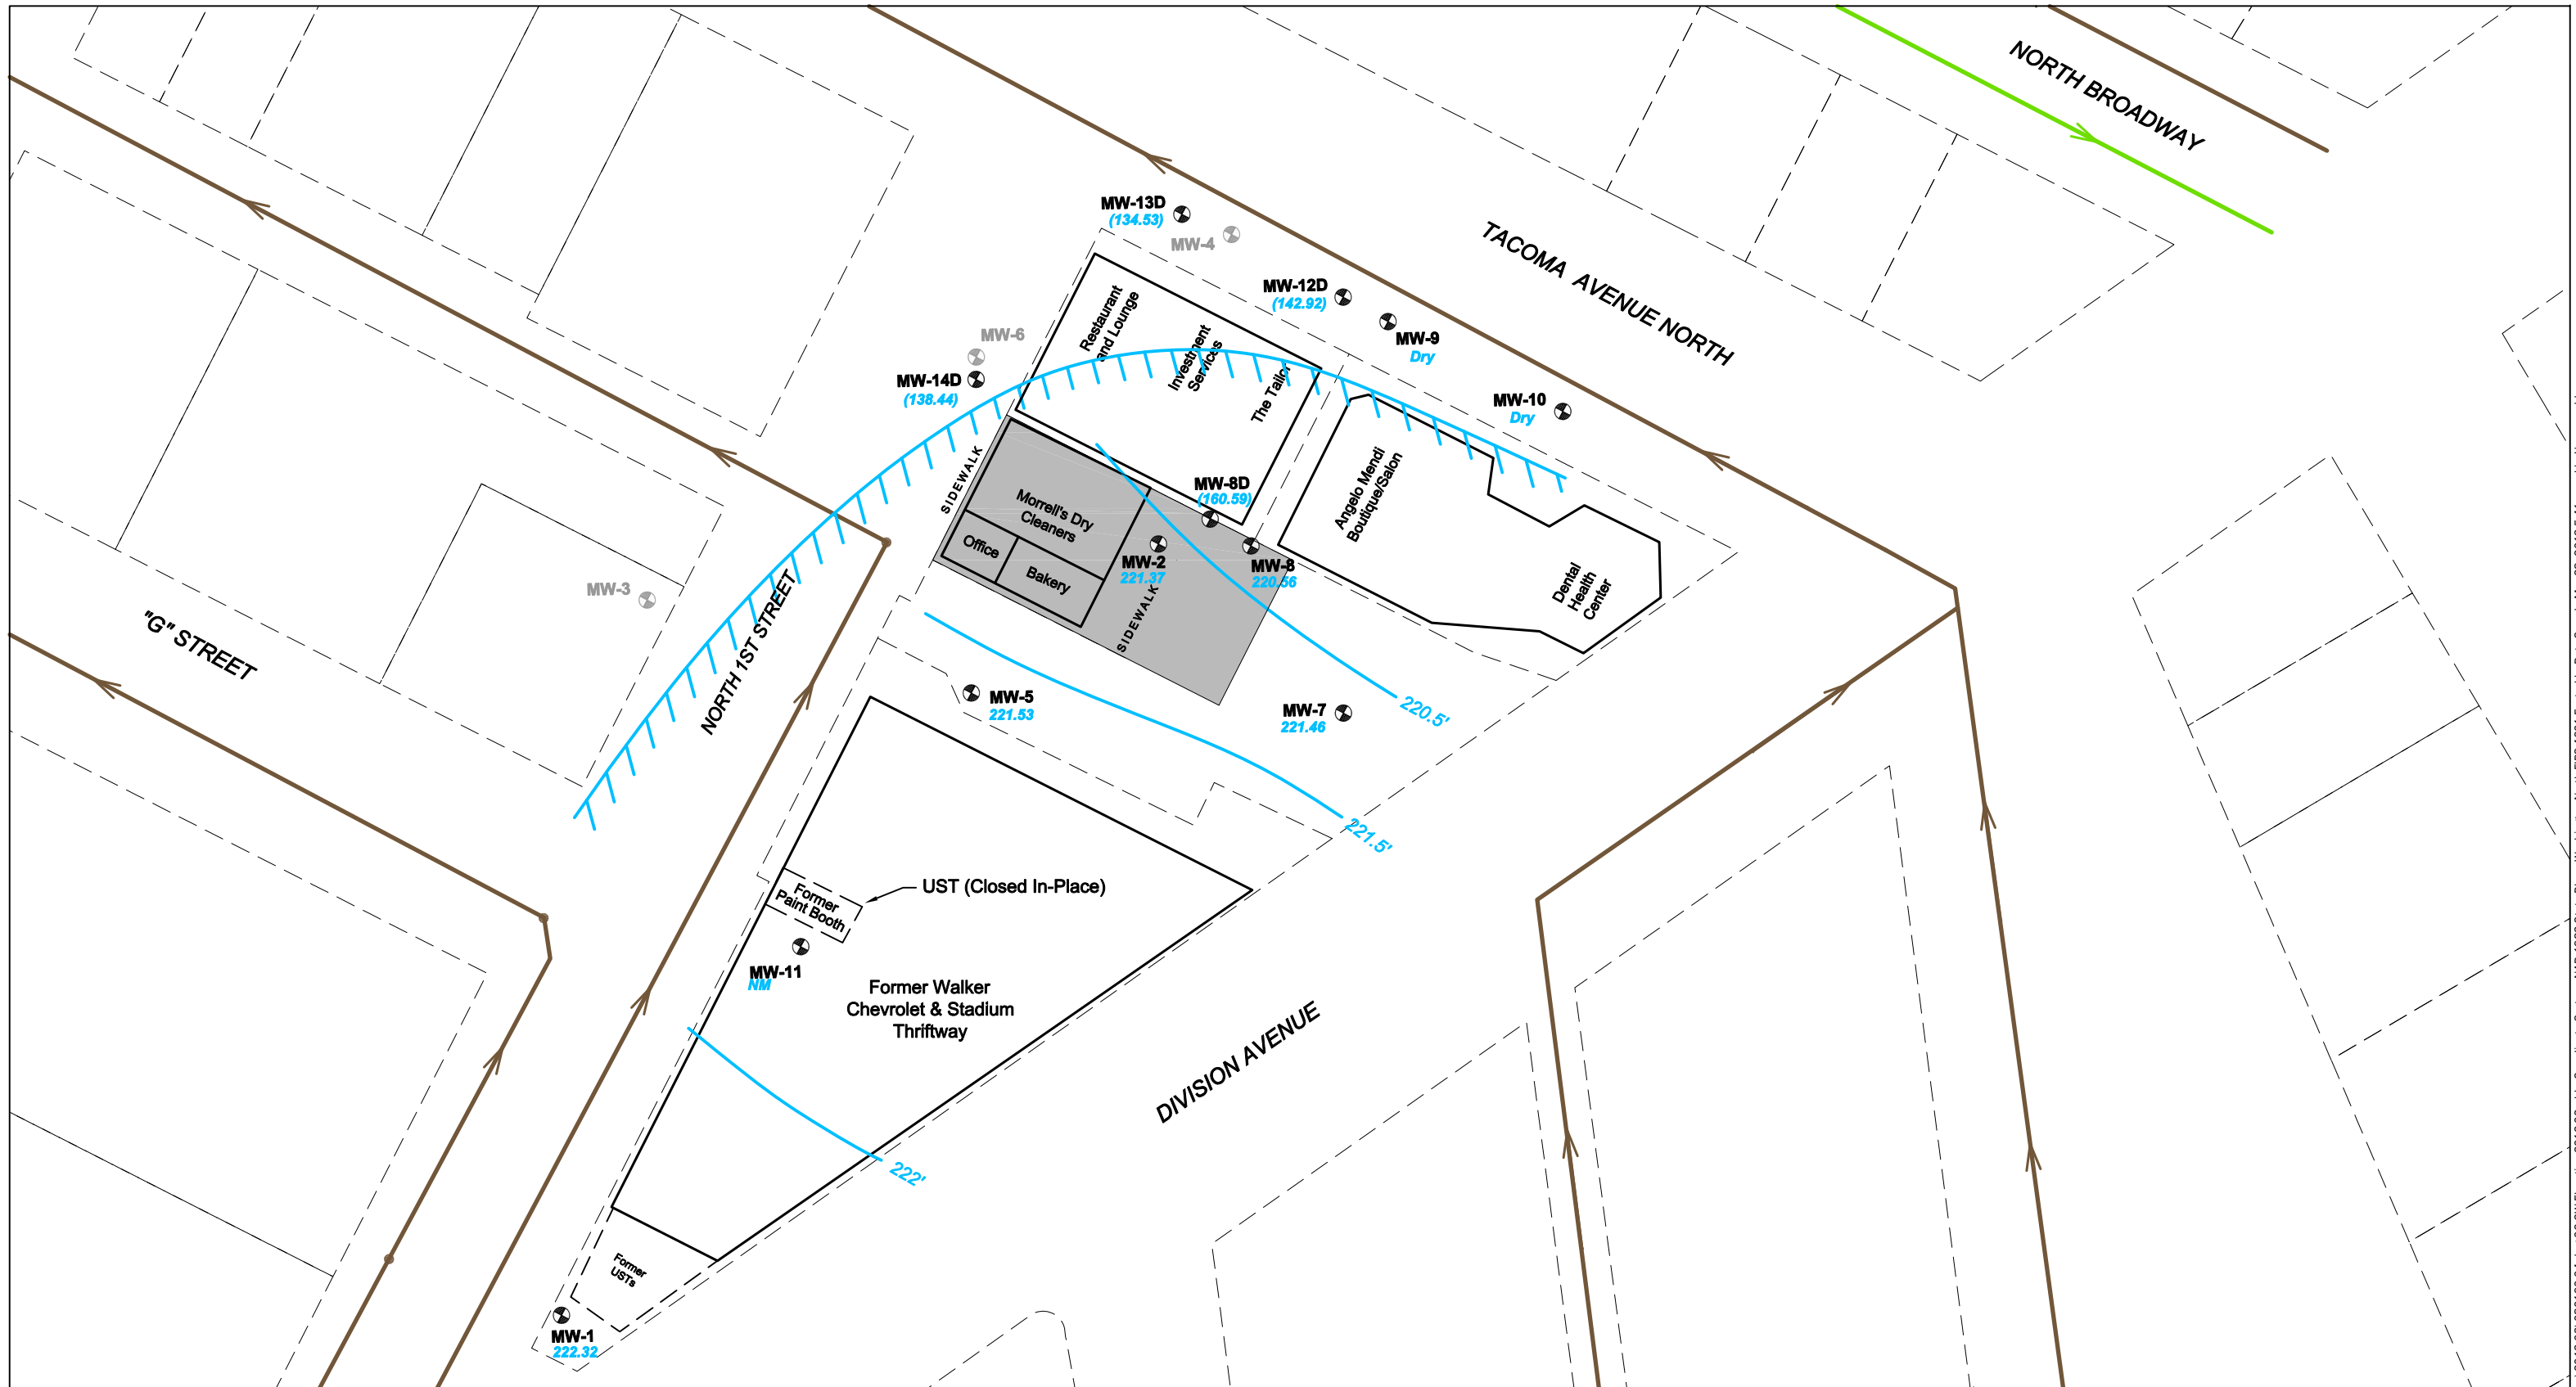 NORTH BROADWAY
TACOMA AVENUE NORTH
MW-13D
(134.53)
MW-4
MW-12D
(142.92)
MW-9
Dry
MW-10
Dry
MW-6
MW-14D
(138.44)
Restaurant
and Lounge
Investment
Services
The Tailor
Angelo Mendi
Boutique/Salon
Dental
Health
Center
SIDEWALK
Morrell's Dry
Cleaners
Office
Bakery
MW-8D
(160.59)
MW-2
221.37
MW-8
220.56
SIDEWALK
MW-3
"G" STREET
NORTH 1ST STREET
MW-5
221.53
MW-7
221.46
220.5'
221.5'
UST (Closed In-Place)
Former
Paint Booth
MW-11
NM
Former Walker
Chevrolet & Stadium
Thriftway
DIVISION AVENUE
222'
Former
USTs
MW-1
222.32